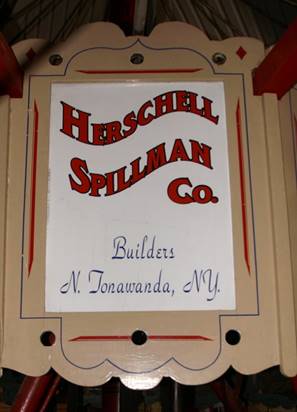 HERSCHELL
SPILLMAN
CO.
Builders
N. Tonawanda, NY.